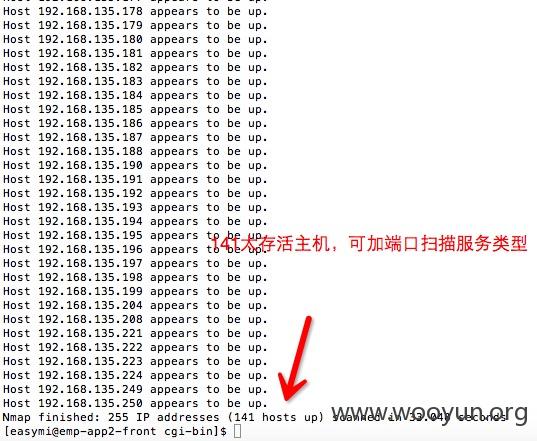 Host 192.168.135.178 appears to be up.
Host 192.168.135.179 appears to be up.
Host 192.168.135.180 appears to be up.
Host 192.168.135.181 appears to be up.
Host 192.168.135.182 appears to be up.
Host 192.168.135.183 appears to be up.
Host 192.168.135.184 appears to be up.
Host 192.168.135.185 appears to be up.
Host 192.168.135.186 appears to be up.
Host 192.168.135.187 appears to be up.
Host 192.168.135.188 appears to be up.
Host 192.168.135.190 appears to be up.
Host 192.168.135.191 appears to be up.
Host 192.168.135.192 appears to be up.
Host 192.168.135.193 appears to be up.
Host 192.168.135.194 appears to be up.
Host 192.168.135.195 appears to be up.
Host 192.168.135.196 appears to be up.
141太存活主机，可加端口扫描服务类型
Host 192.168.135.197 appears to be up.
Host 192.168.135.198 appears to be up.
Host 192.168.135.199 appears to be up.
Host 192.168.135.204 appears to be up.
Host 192.168.135.208 appears to be up.
Host 192.168.135.221 appears to be up.
Host 192.168.135.222 appears to be up.
Host 192.168.135.223 appears to be up.
Host 192.168.135.224 appears to be up.
Host 192.168.135.249 appears to be up.
Host 192.168.135.250 appears to be up.
Nmap finished: 255 IP addresses (141 hosts up) scanned in seconds
www.wooyun.org
[easymi@emp-app2-front cgi-bin]$